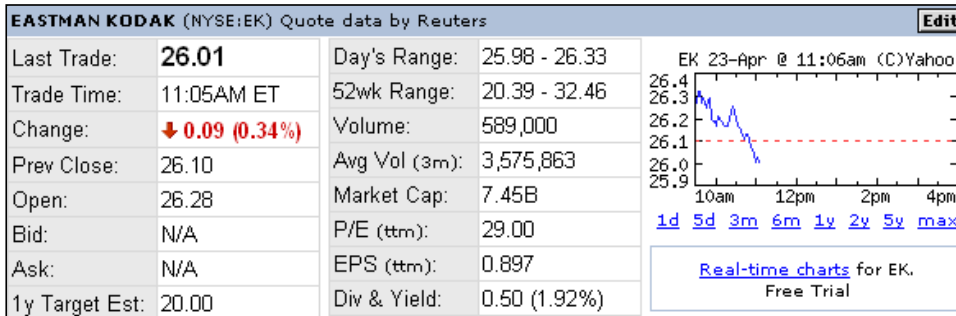 EASTMAN KODAK (NYSE:EK) Quote data by Reuters
Edit
Last Trade: 26.01
Trade Time: 11:05AM ET
Change: 0.09 (0.34%)
Prev Close: 26.10
Open: 26.28
Bid: N/A
Ask: N/A
1y Target Est: 20.00
Day's Range: 25.98 - 26.33
52wk Range: 20.39 - 32.46
Volume: 589,000
Avg Vol (3m): 3,575,863
Market Cap: 7.45B
P/E (ttm): 29.00
EPS (ttm): 0.897
Div & Yield: 0.50 (1.92%)
EK 23-Apr @ 11:06am (C)Yahoo
26.4
26.3
26.2
26.1
26.0
25.9
10am 12pm 2pm 4pm
1d 5d 3m 6m 1y 2y 5y max
Real-time charts for EK.
Free Trial